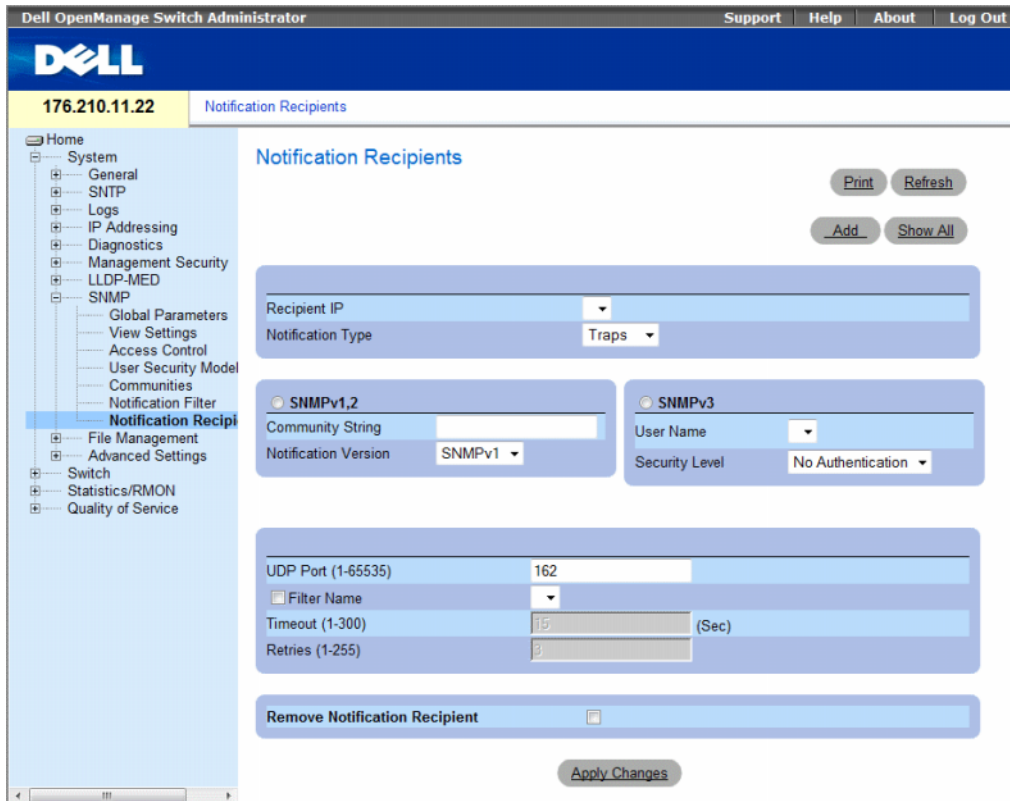 Dell OpenManage Switch Administrator
Support | Help | About | Log Out
DELL
176.210.11.22
Notification Recipients
Home
System
General
SNTP
Logs
IP Addressing
Diagnostics
Management Security
LLDP-MED
SNMP
Global Parameters
View Settings
Access Control
User Security Model
Communities
Notification Filter
Notification Recipi
File Management
Advanced Settings
Switch
Statistics/RMON
Quality of Service
Notification Recipients
Print Refresh
Add Show All
Recipient IP
Notification Type Traps
SNMPv1,2
Community String
Notification Version SNMPv1
SNMPv3
User Name
Security Level No Authentication
UDP Port (1-65535) 162
Filter Name
Timeout (1-300) 15 (Sec)
Retries (1-255) 3
Remove Notification Recipient
Apply Changes